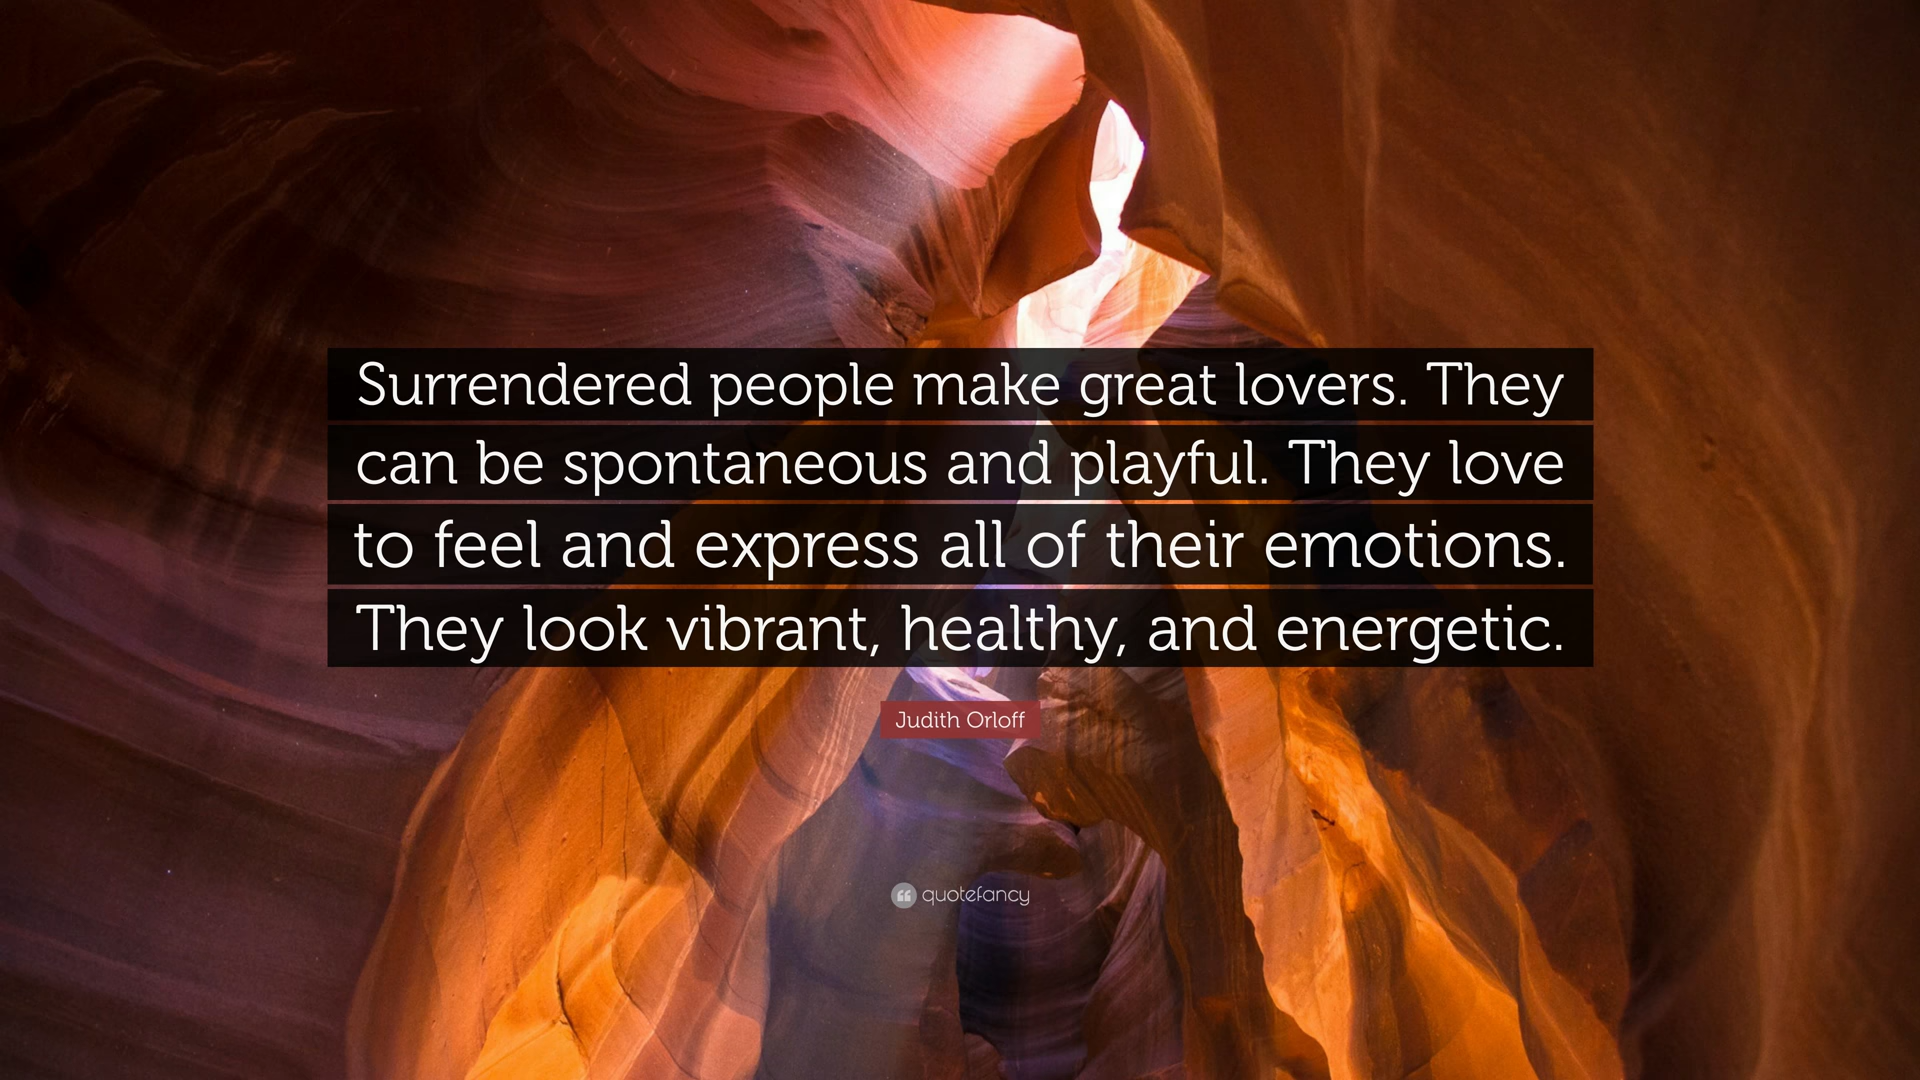 Surrendered people make great lovers. They
can be spontaneous and playful. They love
to feel and express all of their emotions.
They look vibrant, healthy, and energetic.
Judith Orloff
quotefancy